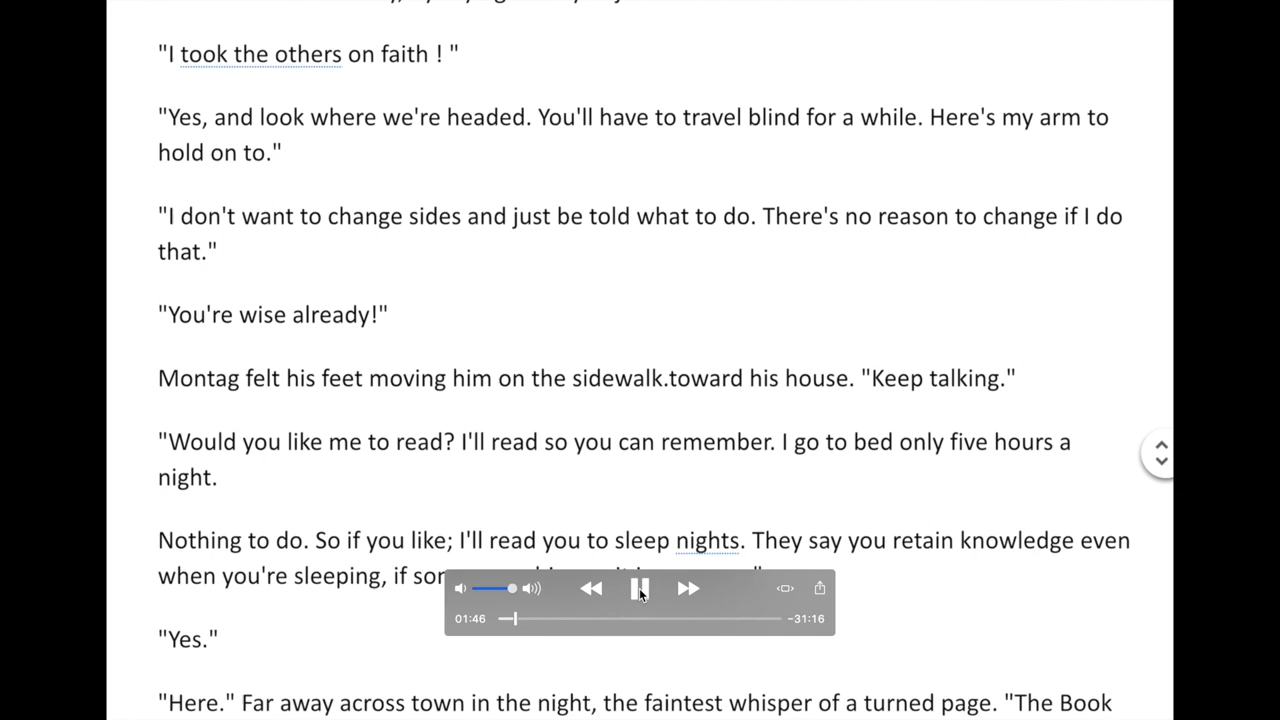 "I took the others on faith ! "
"Yes, and look where we're headed. You'll have to travel blind for a while. Here's my arm to
hold on to."
"I don't want to change sides and just be told what to do. There's no reason to change if I do
that."
"You're wise already!"
Montag felt his feet moving him on the sidewalk.toward his house. "Keep talking."
"Would you like me to read? I'll read so you can remember. I go to bed only five hours a
night.
Nothing to do. So if you like; I'll read you to sleep nights. They say you retain knowledge even
when you're sleeping, if
01:46 −31:16
"Yes."
"Here." Far away across town in the night, the faintest whisper of a turned page. "The Book